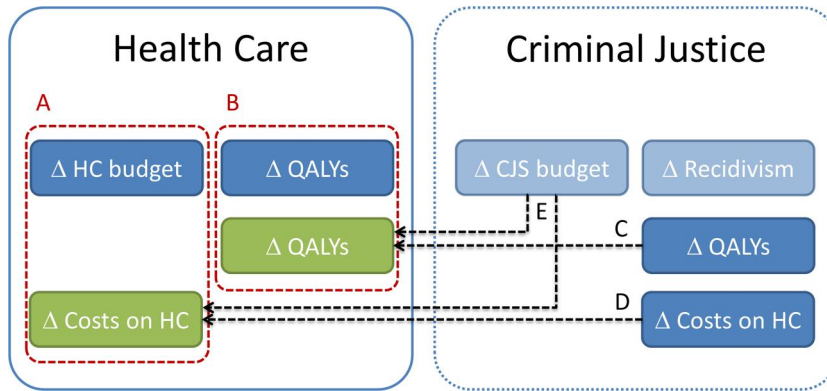 Health Care
Criminal Justice
A
B
Δ HC budget
Δ QALYs
Δ CJS budget
Δ Recidivism
E
C
Δ QALYs
Δ QALYs
D
Δ Costs on HC
Δ Costs on HC